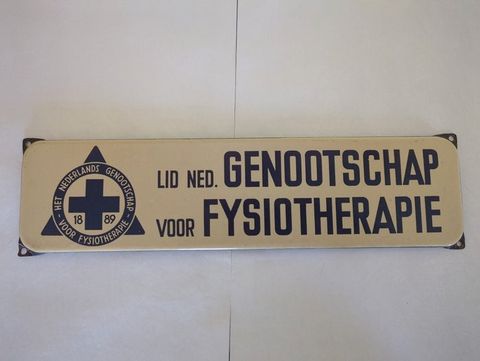 HET NEDERLANDS GENOOTSCHAP
- VOOR FYSIOTHERAPIE -
18 89
LID NED. GENOOTSCHAP
VOOR FYSIOTHERAPIE